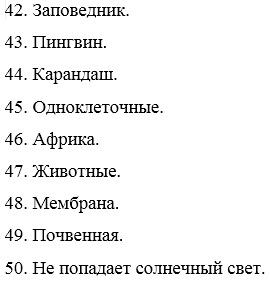 42. Заповедник.
43. Пингвин.
44. Карандаш.
45. Одноклеточные.
46. Африка.
47. Животные.
48. Мембрана.
49. Почвенная.
50. Не попадает солнечный свет.